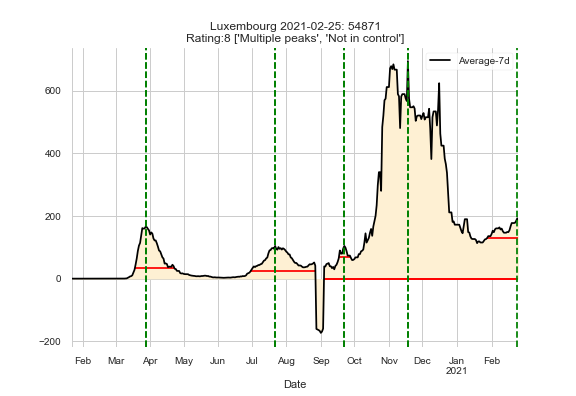 Luxembourg 2021-02-25: 54871
Rating:8 ['Multiple peaks', 'Not in control']
Average-7d
600
400
200
0
−200
Feb Mar Apr May Jun Jul Aug Sep Oct Nov Dec Jan Feb
2021
Date